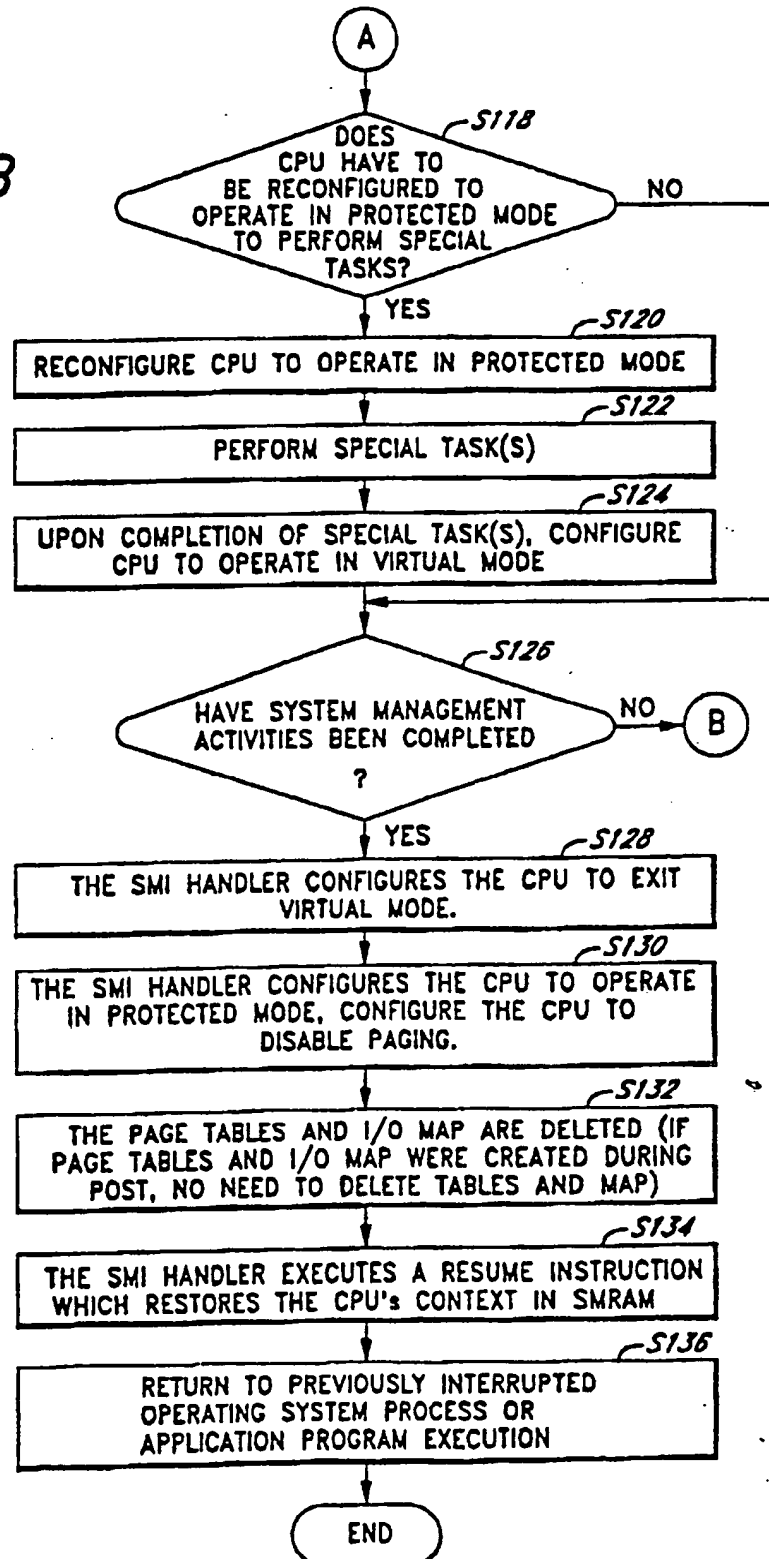 A
S118
B
DOES
CPU HAVE TO
BE RECONFIGURED TO
OPERATE IN PROTECTED MODE
TO PERFORM SPECIAL
TASKS?
NO
YES
S120
RECONFIGURE CPU TO OPERATE IN PROTECTED MODE
S122
PERFORM SPECIAL TASK(S)
S124
UPON COMPLETION OF SPECIAL TASK(S), CONFIGURE
CPU TO OPERATE IN VIRTUAL MODE
S126
HAVE SYSTEM MANAGEMENT
ACTIVITIES BEEN COMPLETED
?
NO
B
YES
S128
THE SMI HANDLER CONFIGURES THE CPU TO EXIT
VIRTUAL MODE.
S130
THE SMI HANDLER CONFIGURES THE CPU TO OPERATE
IN PROTECTED MODE, CONFIGURE THE CPU TO
DISABLE PAGING.
S132
THE PAGE TABLES AND I/O MAP ARE DELETED (IF
PAGE TABLES AND I/O MAP WERE CREATED DURING
POST, NO NEED TO DELETE TABLES AND MAP)
S134
THE SMI HANDLER EXECUTES A RESUME INSTRUCTION
WHICH RESTORES THE CPU's CONTEXT IN SMRAM
S136
RETURN TO PREVIOUSLY INTERRUPTED
OPERATING SYSTEM PROCESS OR
APPLICATION PROGRAM EXECUTION
END